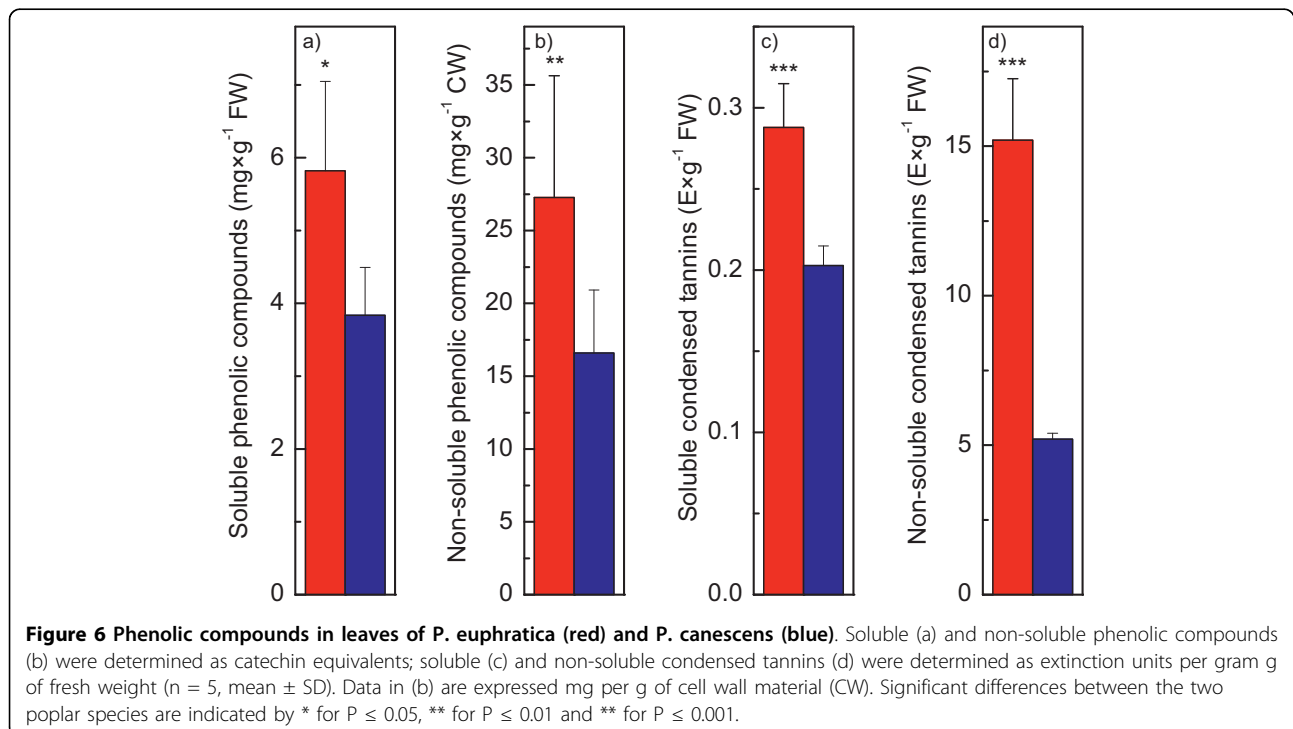 a)
*
Soluble phenolic compounds (mg×g⁻¹ FW)
6
4
2
0
b)
**
Non-soluble phenolic compounds (mg×g⁻¹ CW)
35
30
25
20
15
10
5
0
c)
***
Soluble condensed tannins (E×g⁻¹ FW)
0.3
0.2
0.1
0.0
d)
***
Non-soluble condensed tannins (E×g⁻¹ FW)
15
10
5
0
Figure 6 Phenolic compounds in leaves of P. euphratica (red) and P. canescens (blue). Soluble (a) and non-soluble phenolic compounds
(b) were determined as catechin equivalents; soluble (c) and non-soluble condensed tannins (d) were determined as extinction units per gram g
of fresh weight (n = 5, mean ± SD). Data in (b) are expressed mg per g of cell wall material (CW). Significant differences between the two
poplar species are indicated by * for P ≤ 0.05, ** for P ≤ 0.01 and ** for P ≤ 0.001.